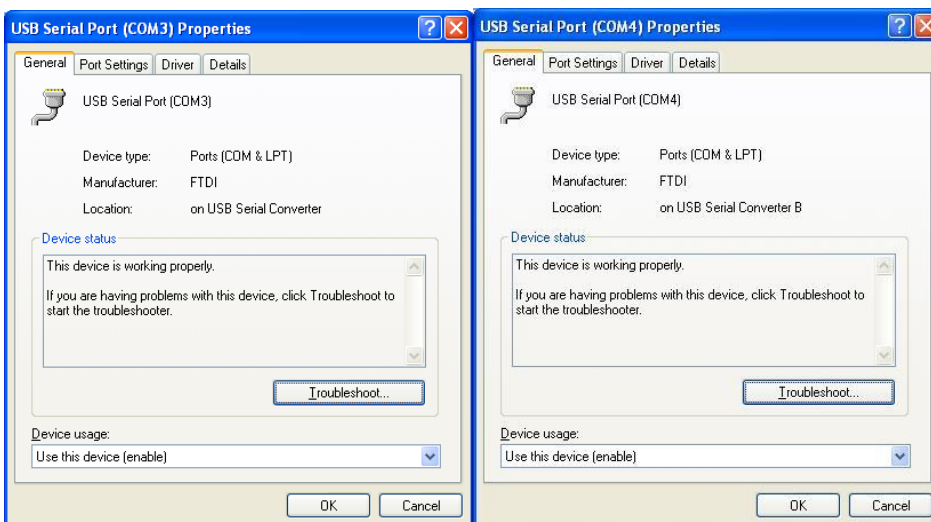 USB Serial Port (COM3) Properties
General Port Settings Driver Details
USB Serial Port (COM3)
Device type: Ports (COM & LPT)
Manufacturer: FTDI
Location: on USB Serial Converter
Device status
This device is working properly.
If you are having problems with this device, click Troubleshoot to
start the troubleshooter.
Troubleshoot...
Device usage:
Use this device (enable)
OK Cancel
USB Serial Port (COM4) Properties
General Port Settings Driver Details
USB Serial Port (COM4)
Device type: Ports (COM & LPT)
Manufacturer: FTDI
Location: on USB Serial Converter B
Device status
This device is working properly.
If you are having problems with this device, click Troubleshoot to
start the troubleshooter.
Troubleshoot...
Device usage:
Use this device (enable)
OK Cancel